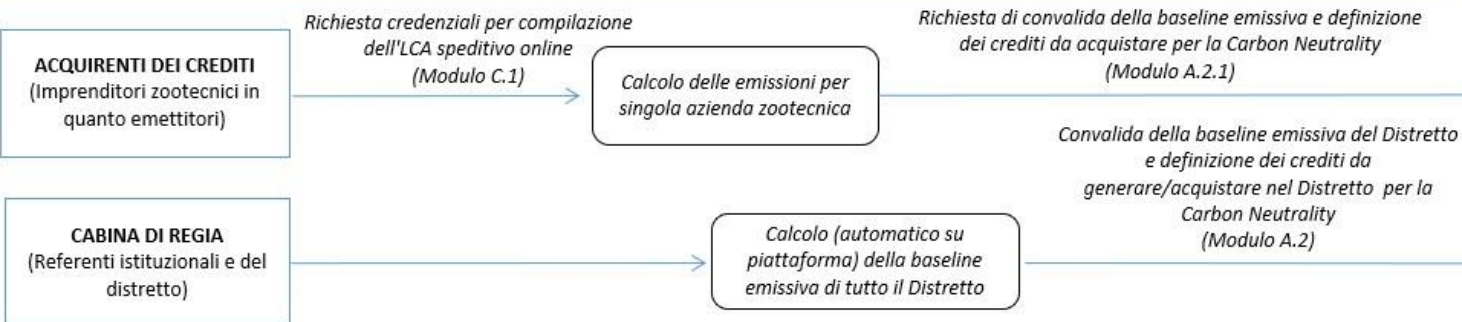 Richiesta credenziali per compilazione
dell'LCA speditivo online
(Modulo C.1)
Richiesta di convalida della baseline emissiva e definizione
dei crediti da acquistare per la Carbon Neutrality
(Modulo A.2.1)
ACQUIRENTI DEI CREDITI
(Imprenditori zootecnici in
quanto emettitori)
Calcolo delle emissioni per
singola azienda zootecnica
Convalida della baseline emissiva del Distretto
e definizione dei crediti da
generare/acquistare nel Distretto per la
Carbon Neutrality
(Modulo A.2)
CABINA DI REGIA
(Referenti istituzionali e del
distretto)
Calcolo (automatico su
piattaforma) della baseline
emissiva di tutto il Distretto